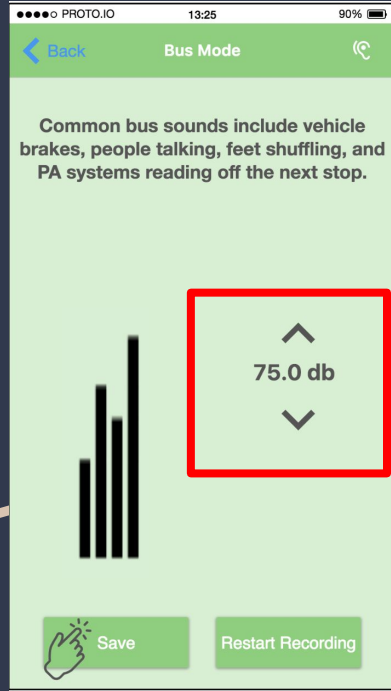 PROTO.IO 13:25 90%
Back Bus Mode
Common bus sounds include vehicle
brakes, people talking, feet shuffling, and
PA systems reading off the next stop.
75.0 db
Save Restart Recording